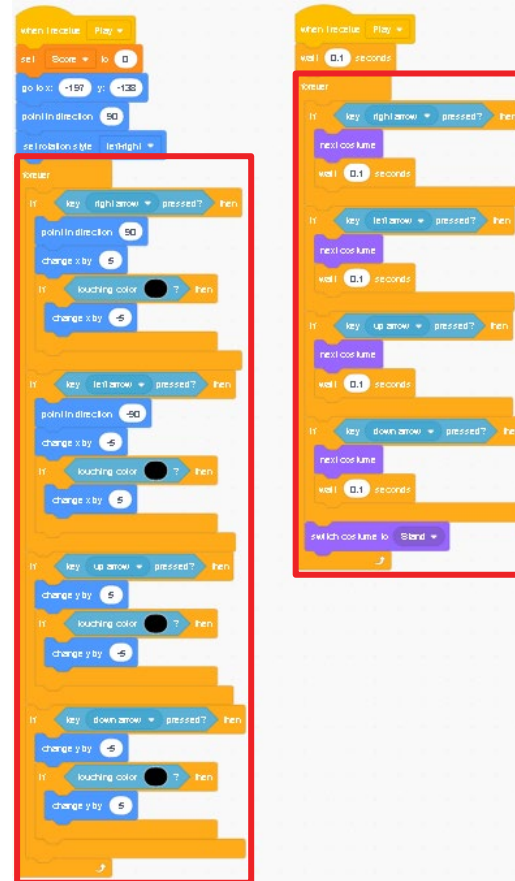 when I receive Play
set Score to 0
go to x: -197 y: -138
point in direction 90
set rotation style left-right
forever
if key right arrow pressed? then
point in direction 90
change x by 5
if touching color ? then
change x by -5
if key left arrow pressed? then
point in direction -90
change x by -5
if touching color ? then
change x by 5
if key up arrow pressed? then
change y by 5
if touching color ? then
change y by -5
if key down arrow pressed? then
change y by -5
if touching color ? then
change y by 5
when I receive Play
wait 0.1 seconds
forever
if key right arrow pressed? then
next costume
wait 0.1 seconds
if key left arrow pressed? then
next costume
wait 0.1 seconds
if key up arrow pressed? then
next costume
wait 0.1 seconds
if key down arrow pressed? the
next costume
wait 0.1 seconds
switch costume to Stand